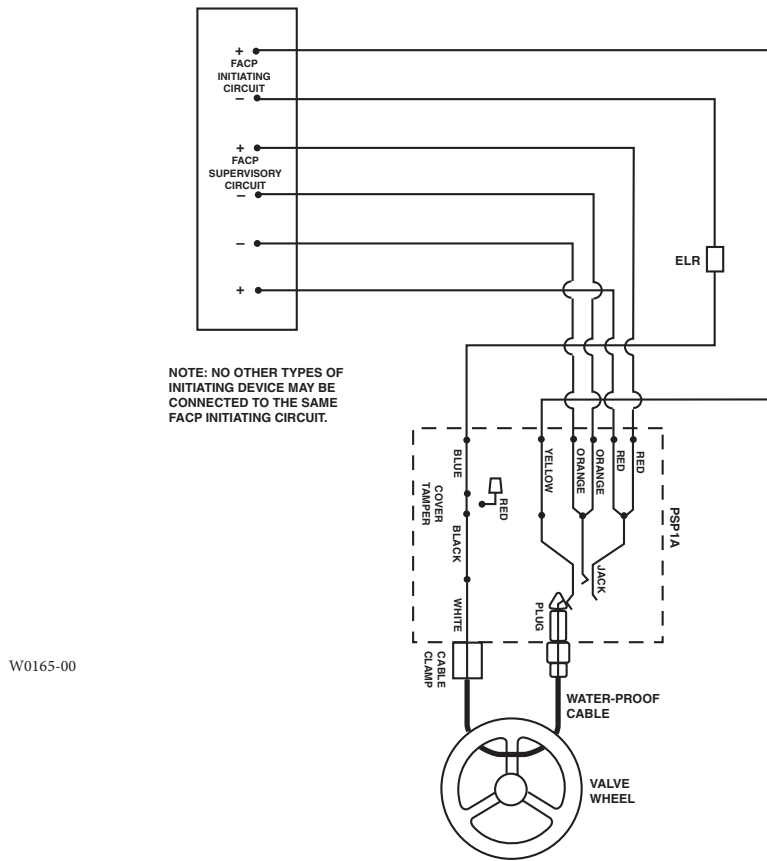 +
FACP
INITIATING
CIRCUIT
–
+
FACP
SUPERVISORY
CIRCUIT
–
–
+
ELR
NOTE: NO OTHER TYPES OF
INITIATING DEVICE MAY BE
CONNECTED TO THE SAME
FACP INITIATING CIRCUIT.
BLUE
YELLOW
ORANGE
ORANGE
RED
RED
COVER
TAMPER
RED
BLACK
PSP1A
JACK
WHITE
PLUG
CABLE
CLAMP
W0165-00
WATER-PROOF
CABLE
VALVE
WHEEL